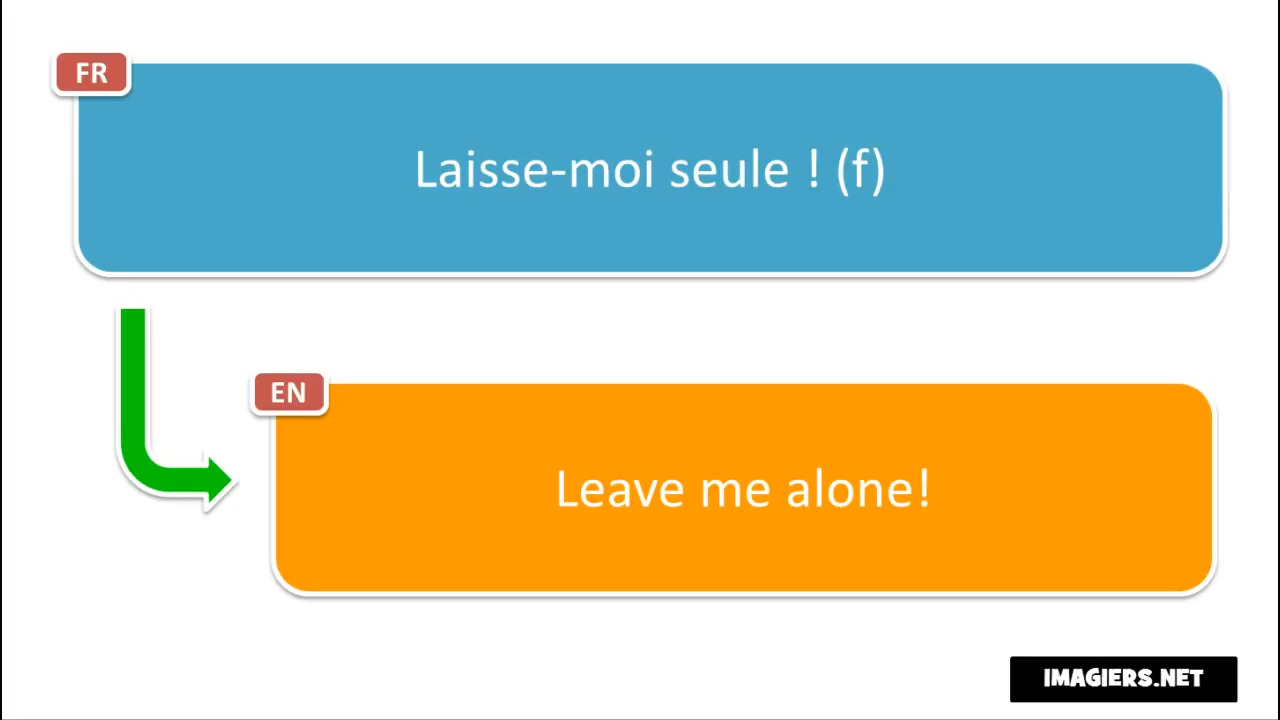 FR
Laisse-moi seule ! (f)
EN
Leave me alone!
IMAGIERS.NET